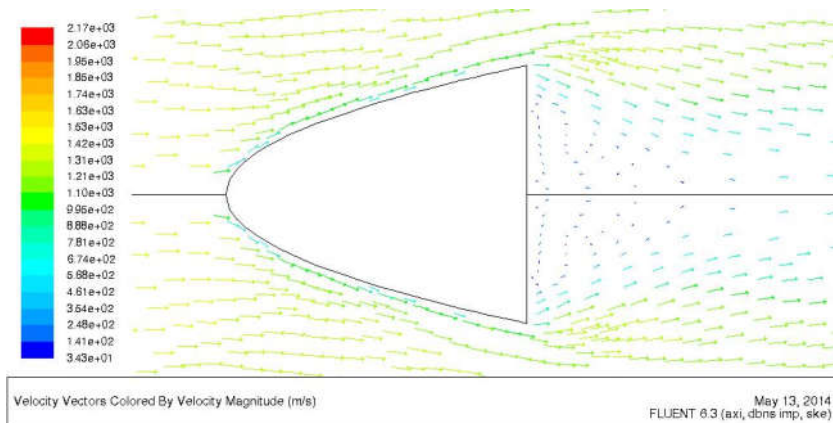 2.17e+03
2.06e+03
1.95e+03
1.85e+03
1.74e+03
1.63e+03
1.53e+03
1.42e+03
1.31e+03
1.21e+03
1.10e+03
9.95e+02
8.88e+02
7.81e+02
6.74e+02
5.68e+02
4.61e+02
3.54e+02
2.48e+02
1.41e+02
3.43e+01
Velocity Vectors Colored By Velocity Magnitude (m/s)
May 13, 2014
FLUENT 6.3 (axi, dbns imp, ske)